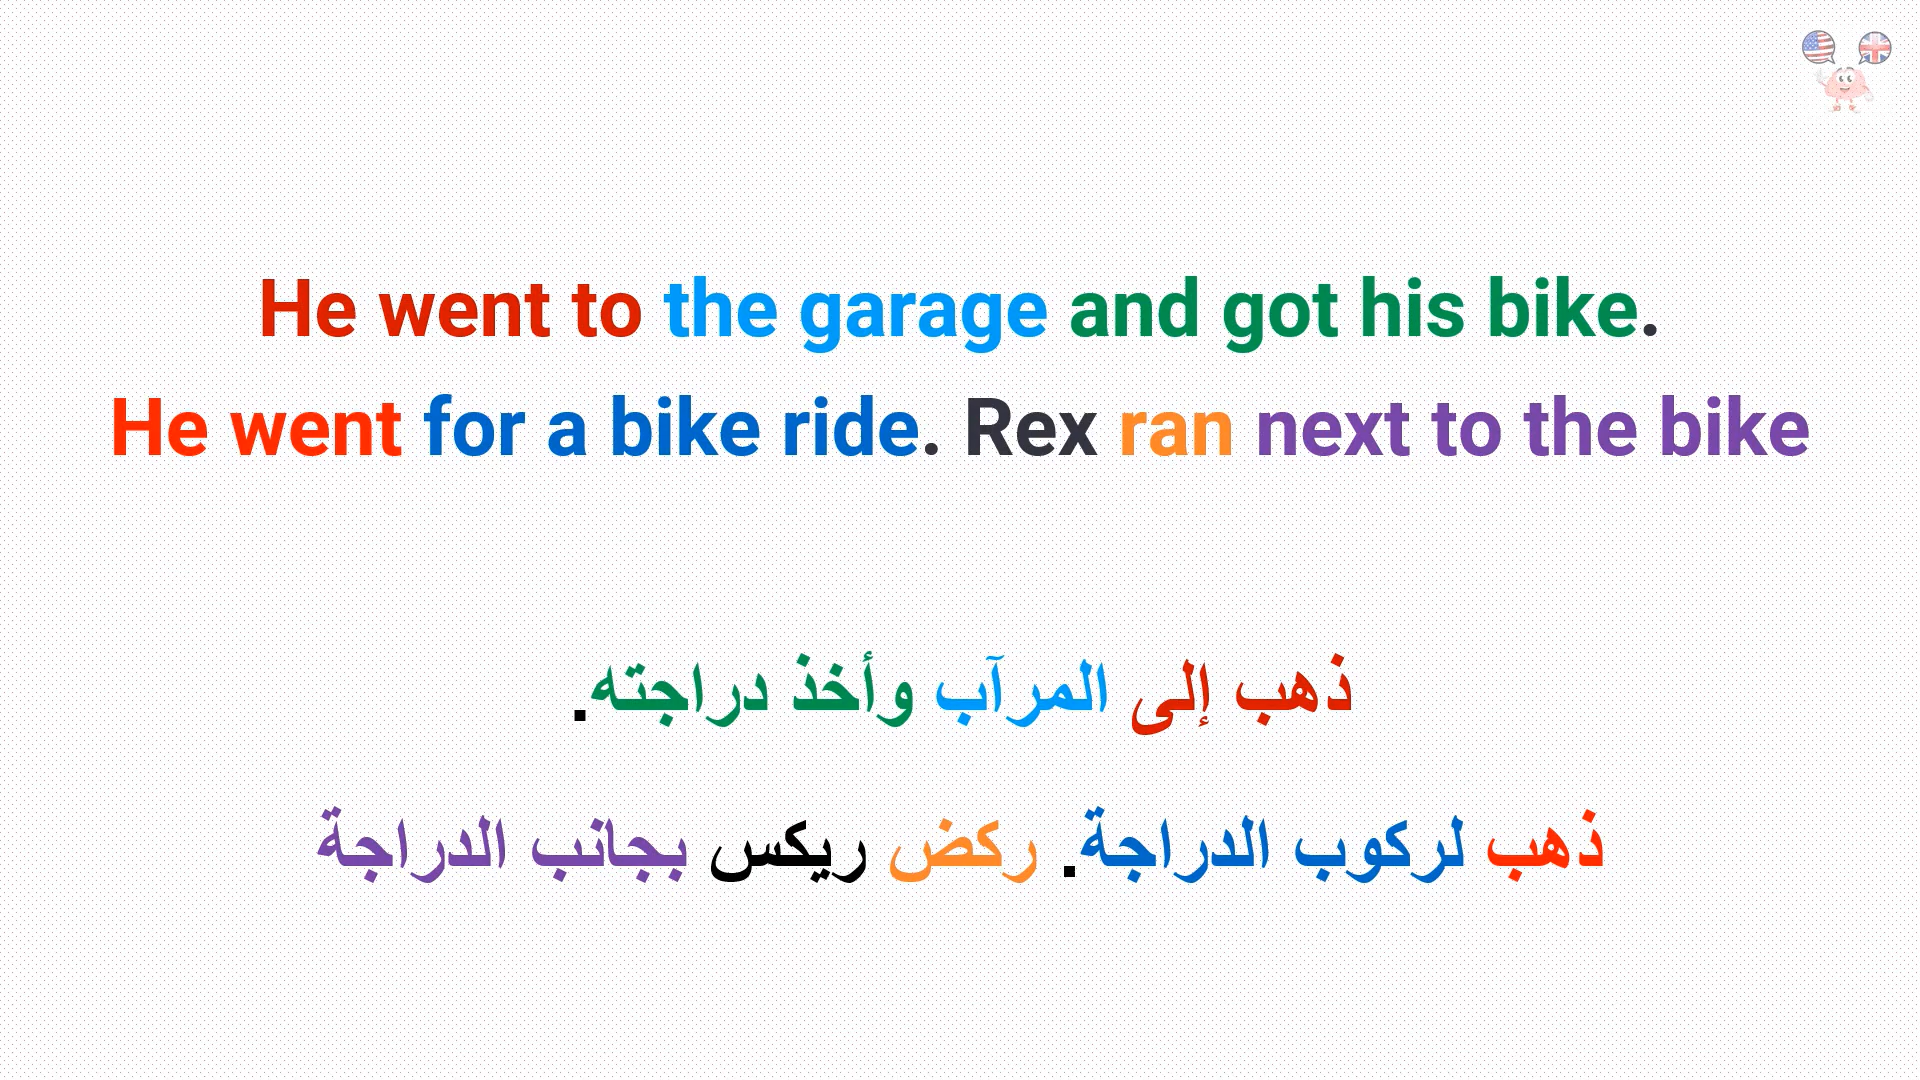 He went to the garage and got his bike.
He went for a bike ride. Rex ran next to the bike
ذهب إلى المرآب وأخذ دراجته.
ذهب لركوب الدراجة. ركض ريكس بجانب الدراجة